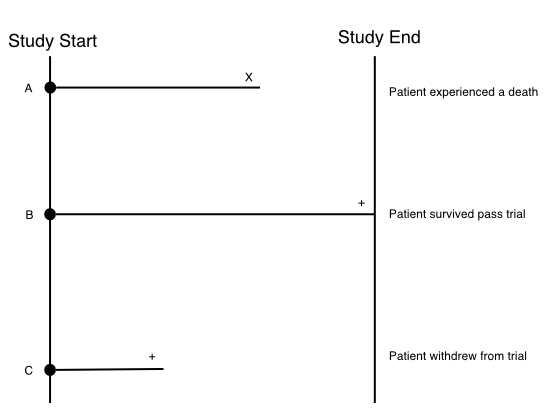 Study Start
Study End
A
X
Patient experienced a death
B
+
Patient survived pass trial
C
+
Patient withdrew from trial